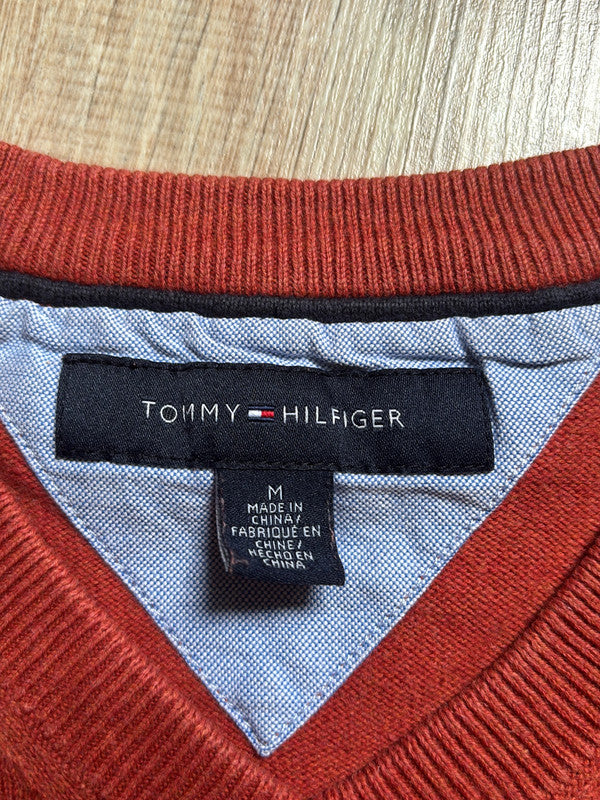 TOMMY HILFIGER
M
MADE IN
CHINA/
FABRIQUÉ EN
CHINE/
HECHO EN
CHINA